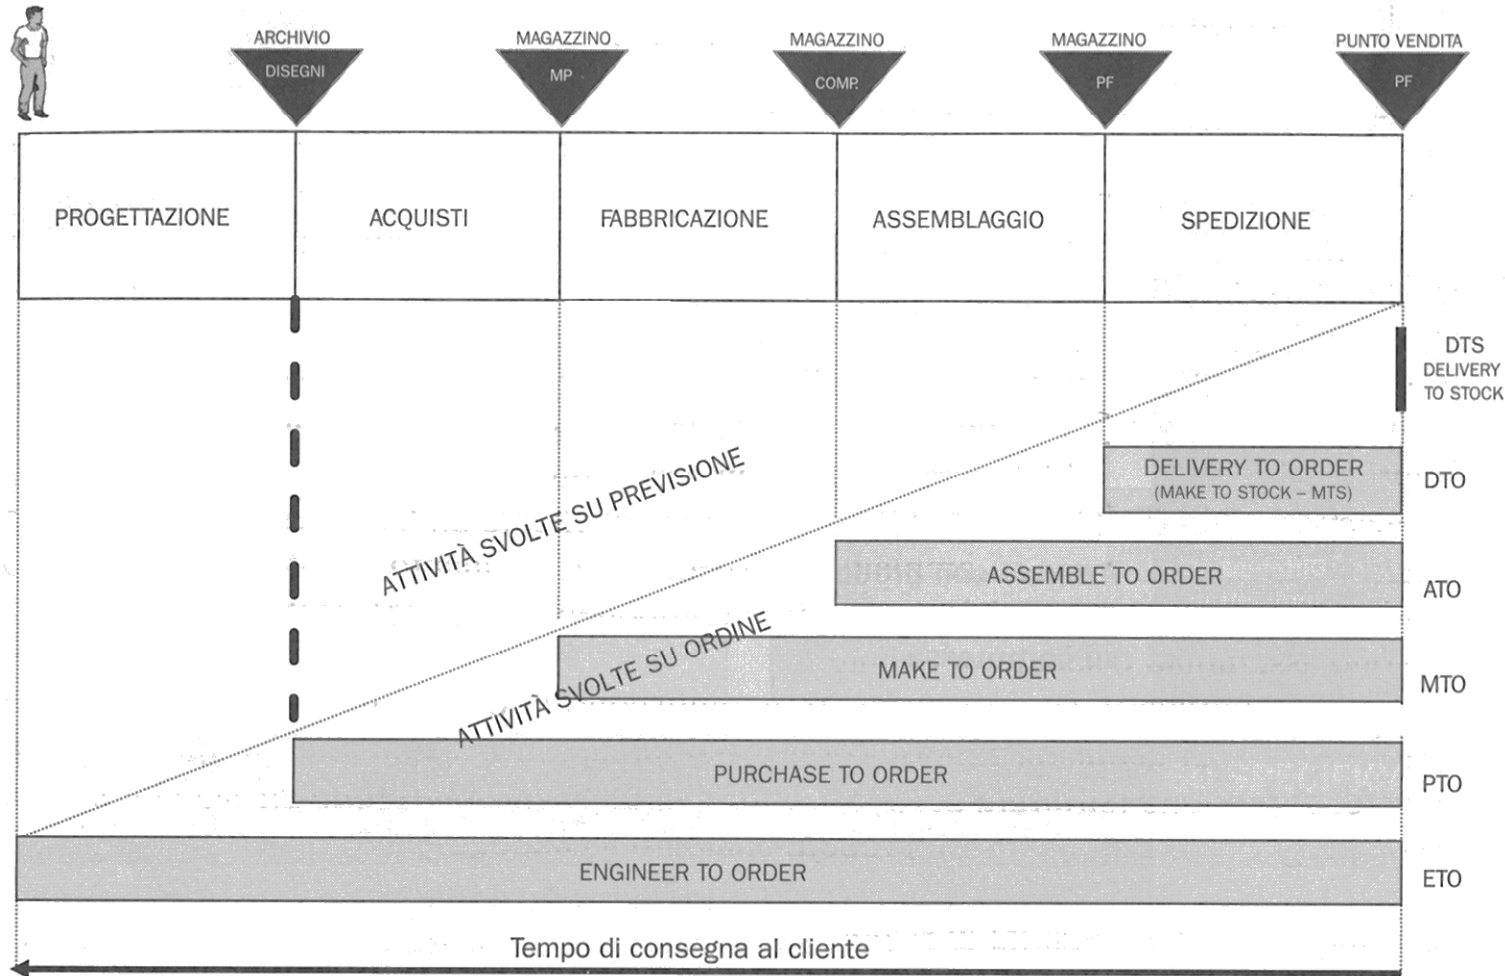 ARCHIVIO
DISEGNI
MAGAZZINO
MP
MAGAZZINO
COMP.
MAGAZZINO
PF
PUNTO VENDITA
PF
PROGETTAZIONE
ACQUISTI
FABBRICAZIONE
ASSEMBLAGGIO
SPEDIZIONE
DTS
DELIVERY
TO STOCK
ATTIVITÀ SVOLTE SU PREVISIONE
DELIVERY TO ORDER
(MAKE TO STOCK – MTS)
DTO
ASSEMBLE TO ORDER
ATO
ATTIVITÀ SVOLTE SU ORDINE
MAKE TO ORDER
MTO
PURCHASE TO ORDER
PTO
ENGINEER TO ORDER
ETO
Tempo di consegna al cliente